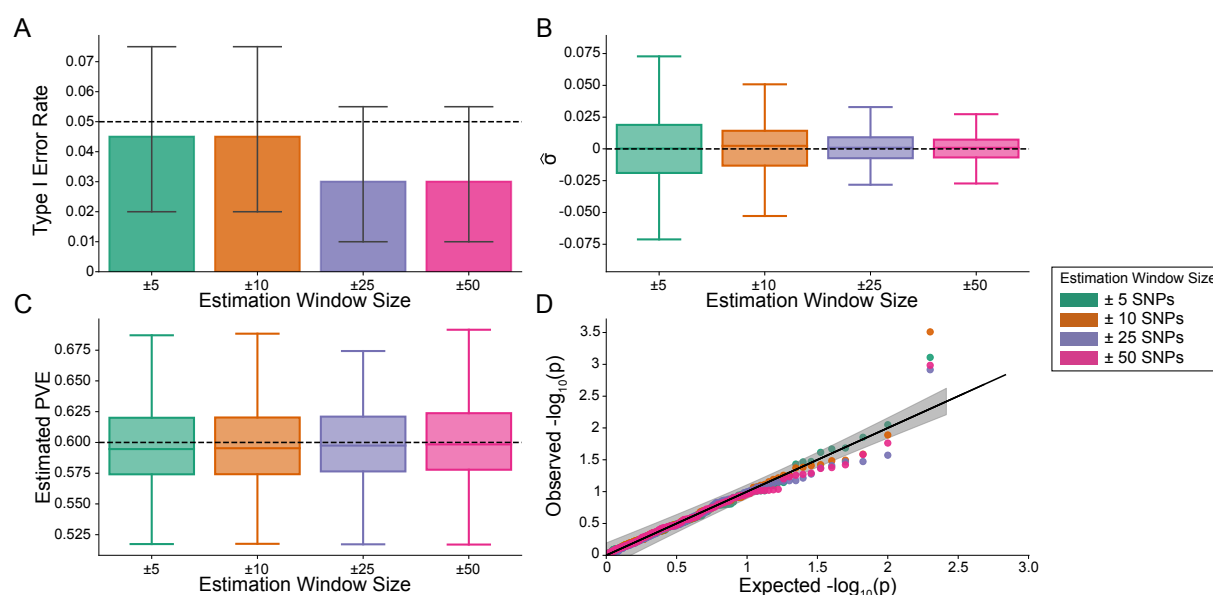 A
Type I Error Rate
0.07
0.06
0.05
0.04
0.03
0.02
0.01
0
±5
±10
±25
±50
Estimation Window Size
B
σ̂
0.075
0.050
0.025
0
-0.025
-0.050
-0.075
±5
±10
±25
±50
Estimation Window Size
C
Estimated PVE
0.675
0.650
0.625
0.600
0.575
0.550
0.525
±5
±10
±25
±50
Estimation Window Size
D
Observed -log₁₀(p)
3.5
3.0
2.5
2.0
1.5
1.0
0.5
0
0
0.5
1
1.5
2
2.5
3.0
Expected -log₁₀(p)
Estimation Window Size
± 5 SNPs
± 10 SNPs
± 25 SNPs
± 50 SNPs